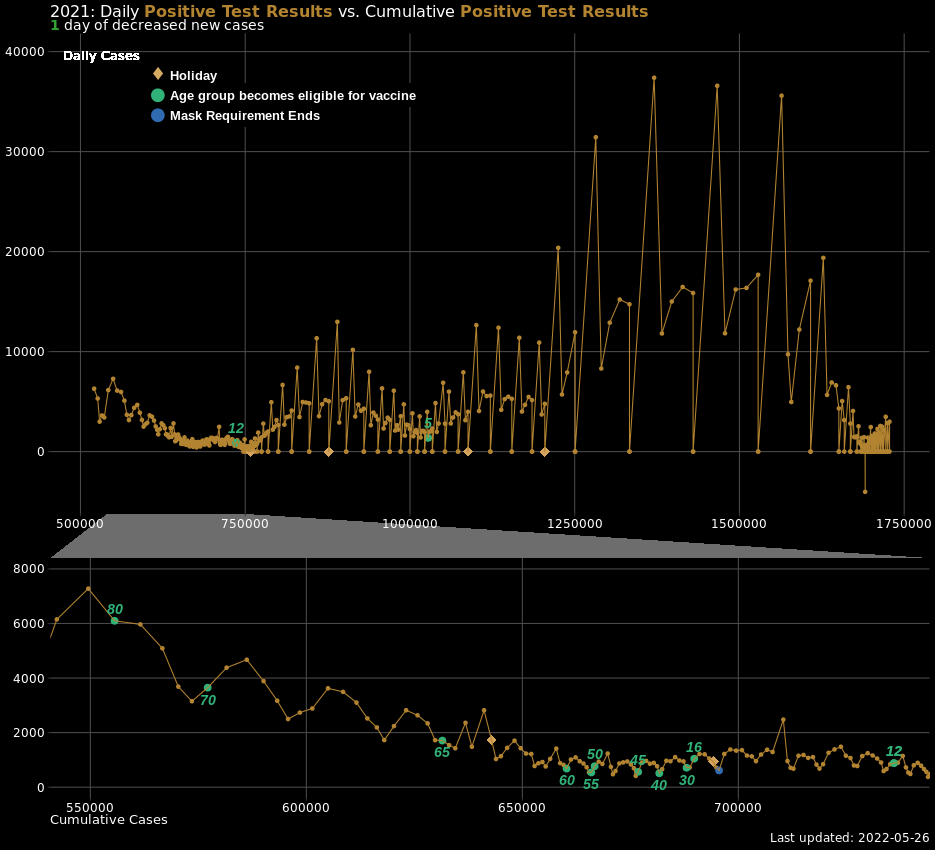 2021: Daily Positive Test Results vs. Cumulative Positive Test Results
1 day of decreased new cases
40000
Daily Cases
Holiday
Age group becomes eligible for vaccine
Mask Requirement Ends
30000
20000
10000
12
5
0
500000 750000 1000000 1250000 1500000 1750000
8000
80
6000
70
4000
65
2000
60
55
50
45
40
30
16
12
0
550000 600000 650000 700000
Cumulative Cases
Last updated: 2022-05-26